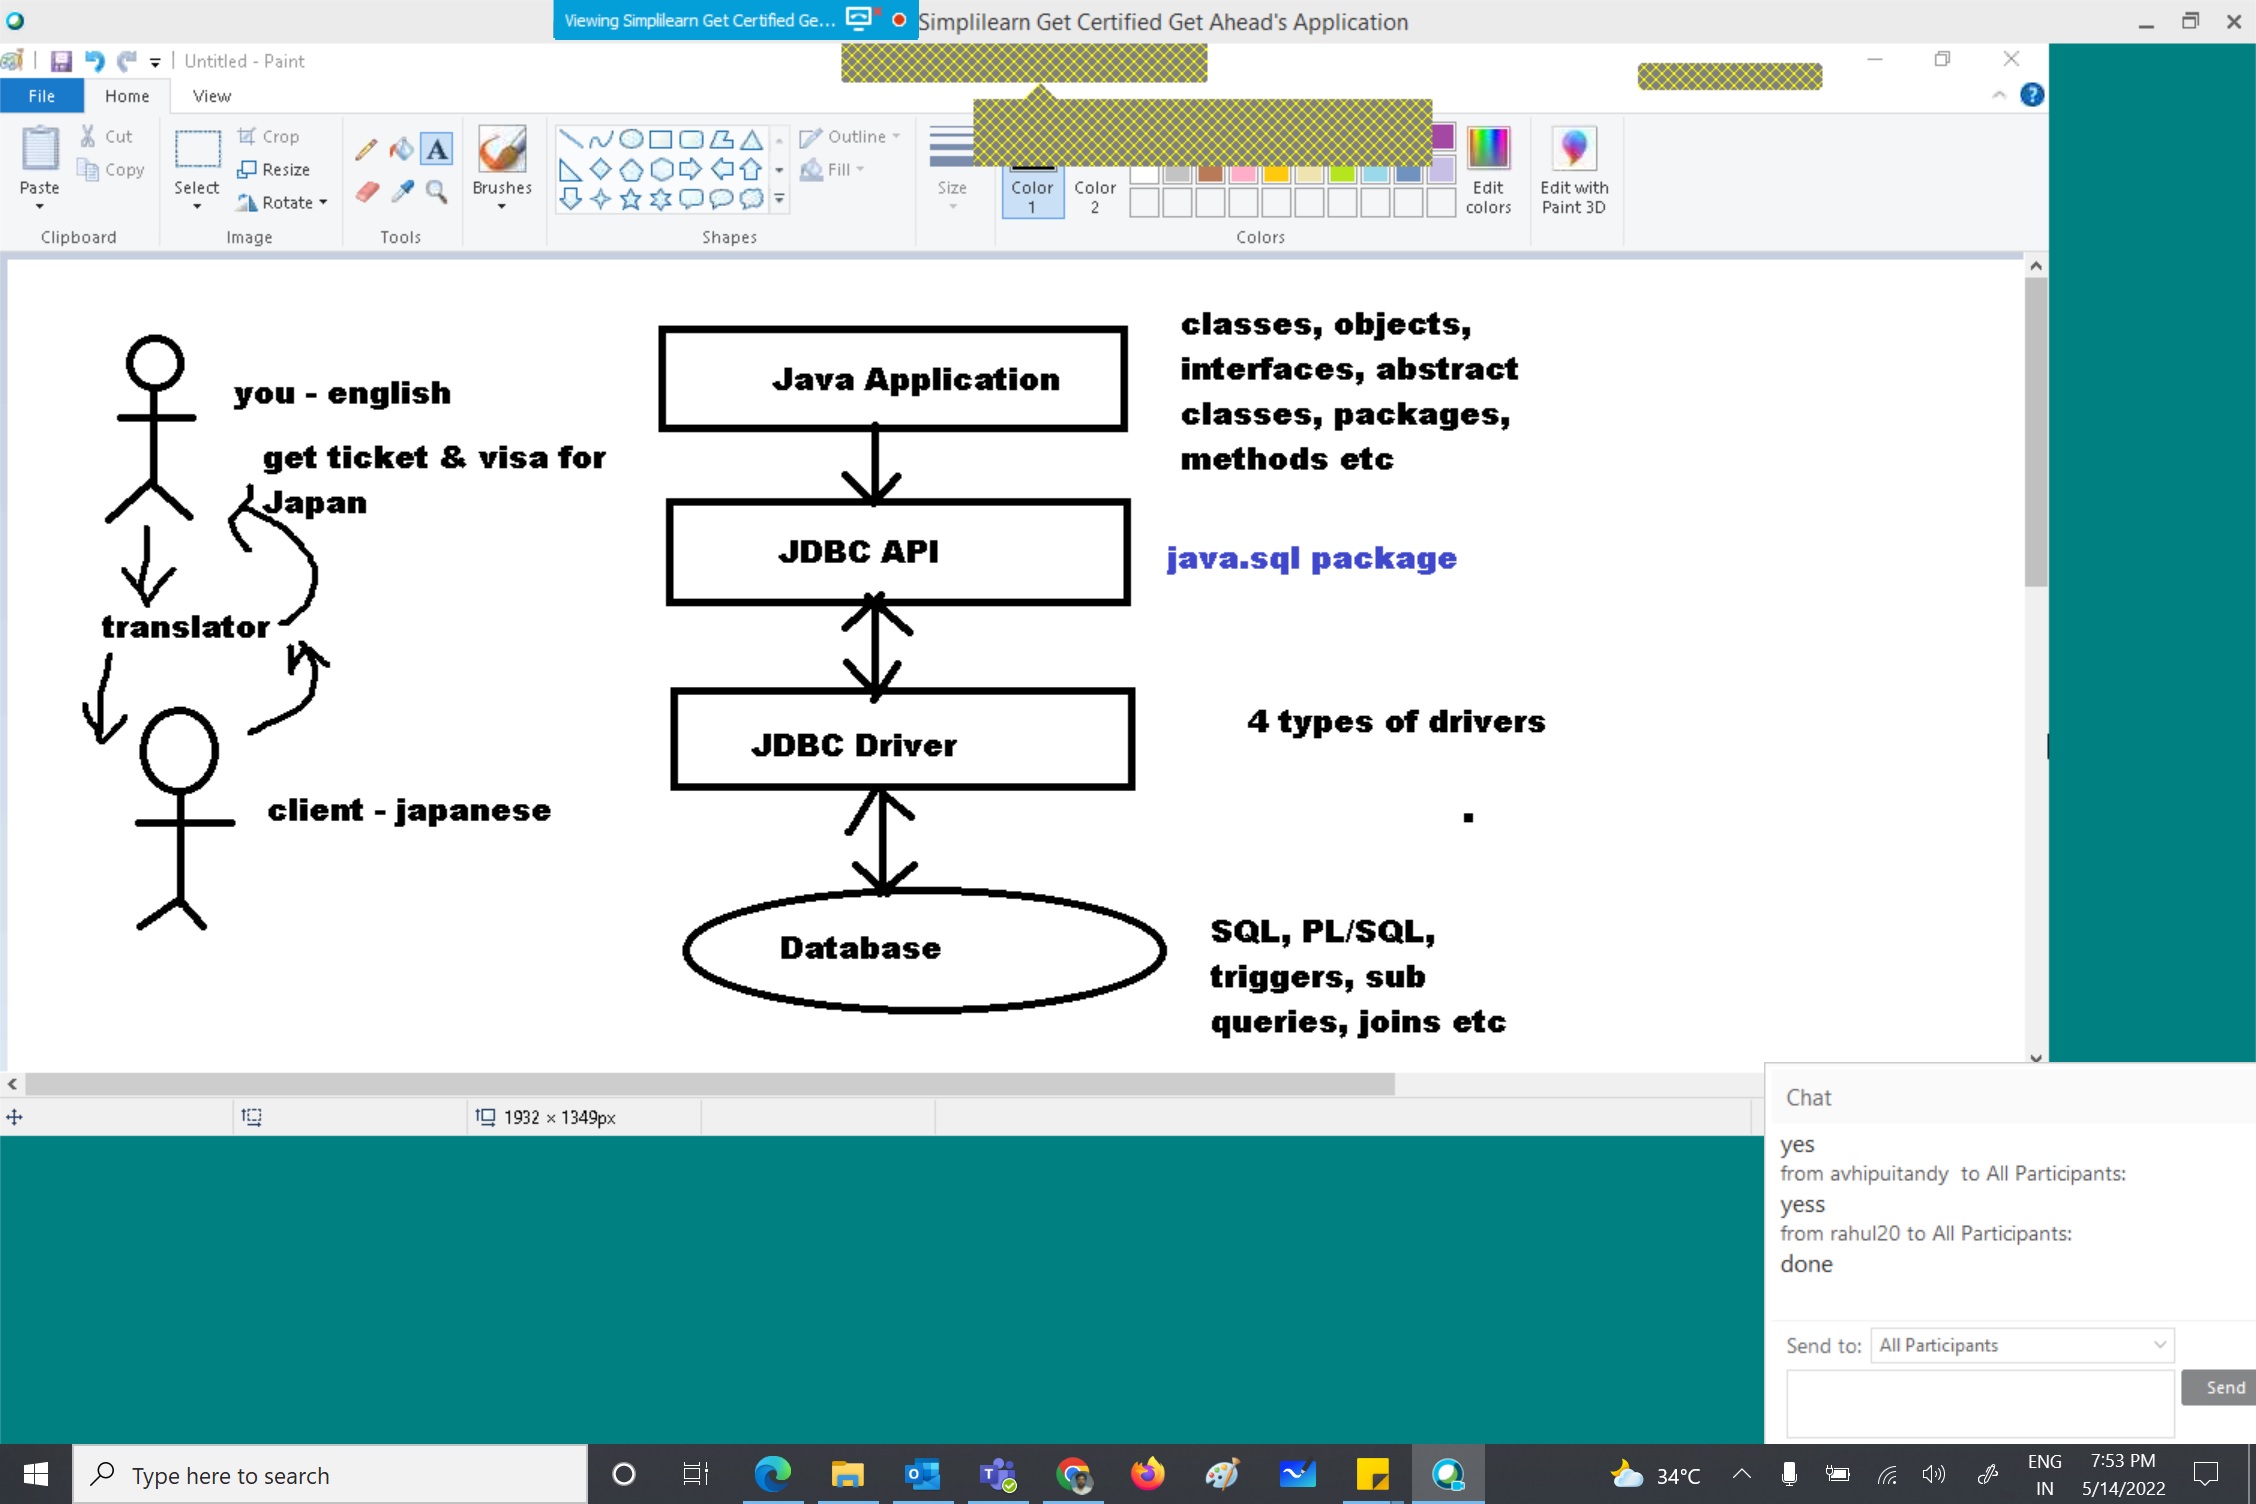 Viewing Simplilearn Get Certified Ge...
Simplilearn Get Certified Get Ahead's Application
Untitled - Paint
File
Home
View
Paste
Cut
Copy
Clipboard
Select
Crop
Resize
Rotate
Image
Tools
Brushes
Shapes
Outline
Fill
Size
Color
1
Color
2
Colors
Edit
colors
Edit with
Paint 3D
you - english
get ticket & visa for
Japan
translator
client - japanese
Java Application
JDBC API
JDBC Driver
Database
classes, objects,
interfaces, abstract
classes, packages,
methods etc
java.sql package
4 types of drivers
.
SQL, PL/SQL,
triggers, sub
queries, joins etc
1932 × 1349px
Chat
yes
from avhipuitandy to All Participants:
yess
from rahul20 to All Participants:
done
Send to:
All Participants
Send
Type here to search
34°C
ENG
IN
7:53 PM
5/14/2022